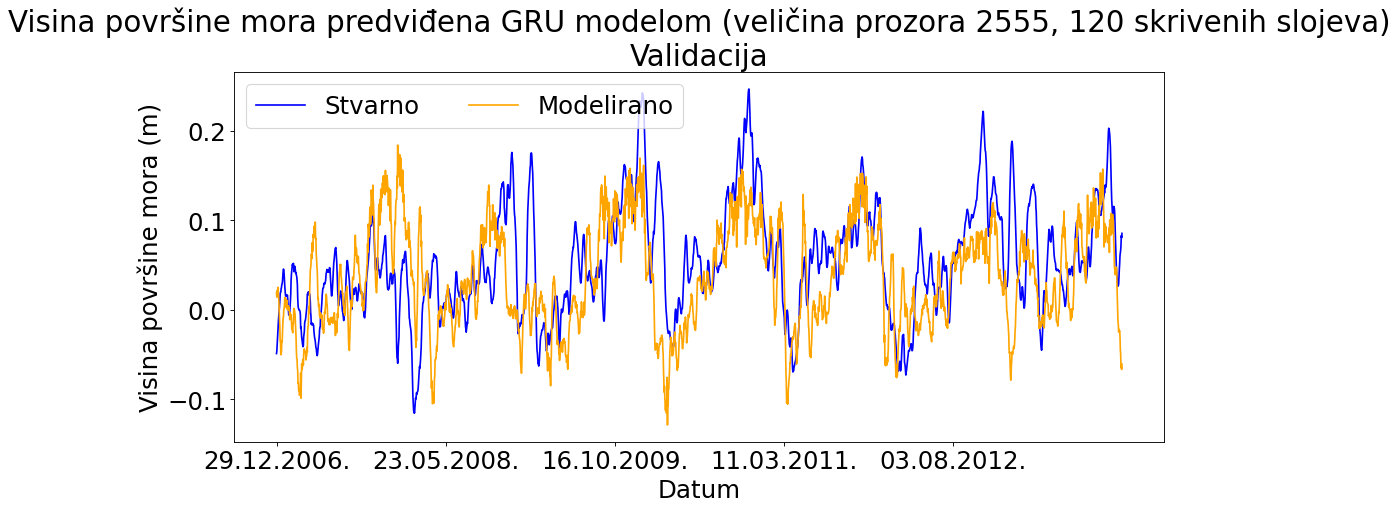 Visina površine mora predviđena GRU modelom (veličina prozora 2555, 120 skrivenih slojeva)
Validacija
Stvarno
Modelirano
Visina površine mora (m)
0.2
0.1
0.0
−0.1
29.12.2006.
23.05.2008.
16.10.2009.
11.03.2011.
03.08.2012.
Datum